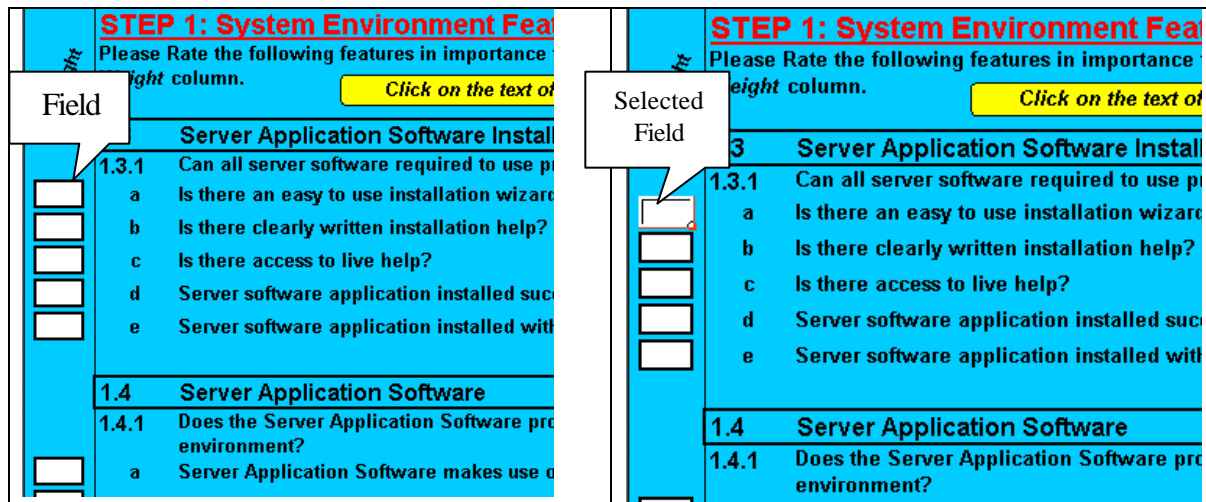 STEP 1: System Environment Feat
Please Rate the following features in importance
column.
Click on the text of
Field
Server Application Software Install
1.3.1 Can all server software required to use pr
a Is there an easy to use installation wizard
b Is there clearly written installation help?
c Is there access to live help?
d Server software application installed suc
e Server software application installed with
1.4 Server Application Software
1.4.1 Does the Server Application Software pro
environment?
a Server Application Software makes use o
STEP 1: System Environment Feat
Please Rate the following features in importance
eight column.
Click on the text of
Selected
Field
3 Server Application Software Install
1.3.1 Can all server software required to use pr
a Is there an easy to use installation wizard
b Is there clearly written installation help?
c Is there access to live help?
d Server software application installed suc
e Server software application installed with
1.4 Server Application Software
1.4.1 Does the Server Application Software pro
environment?